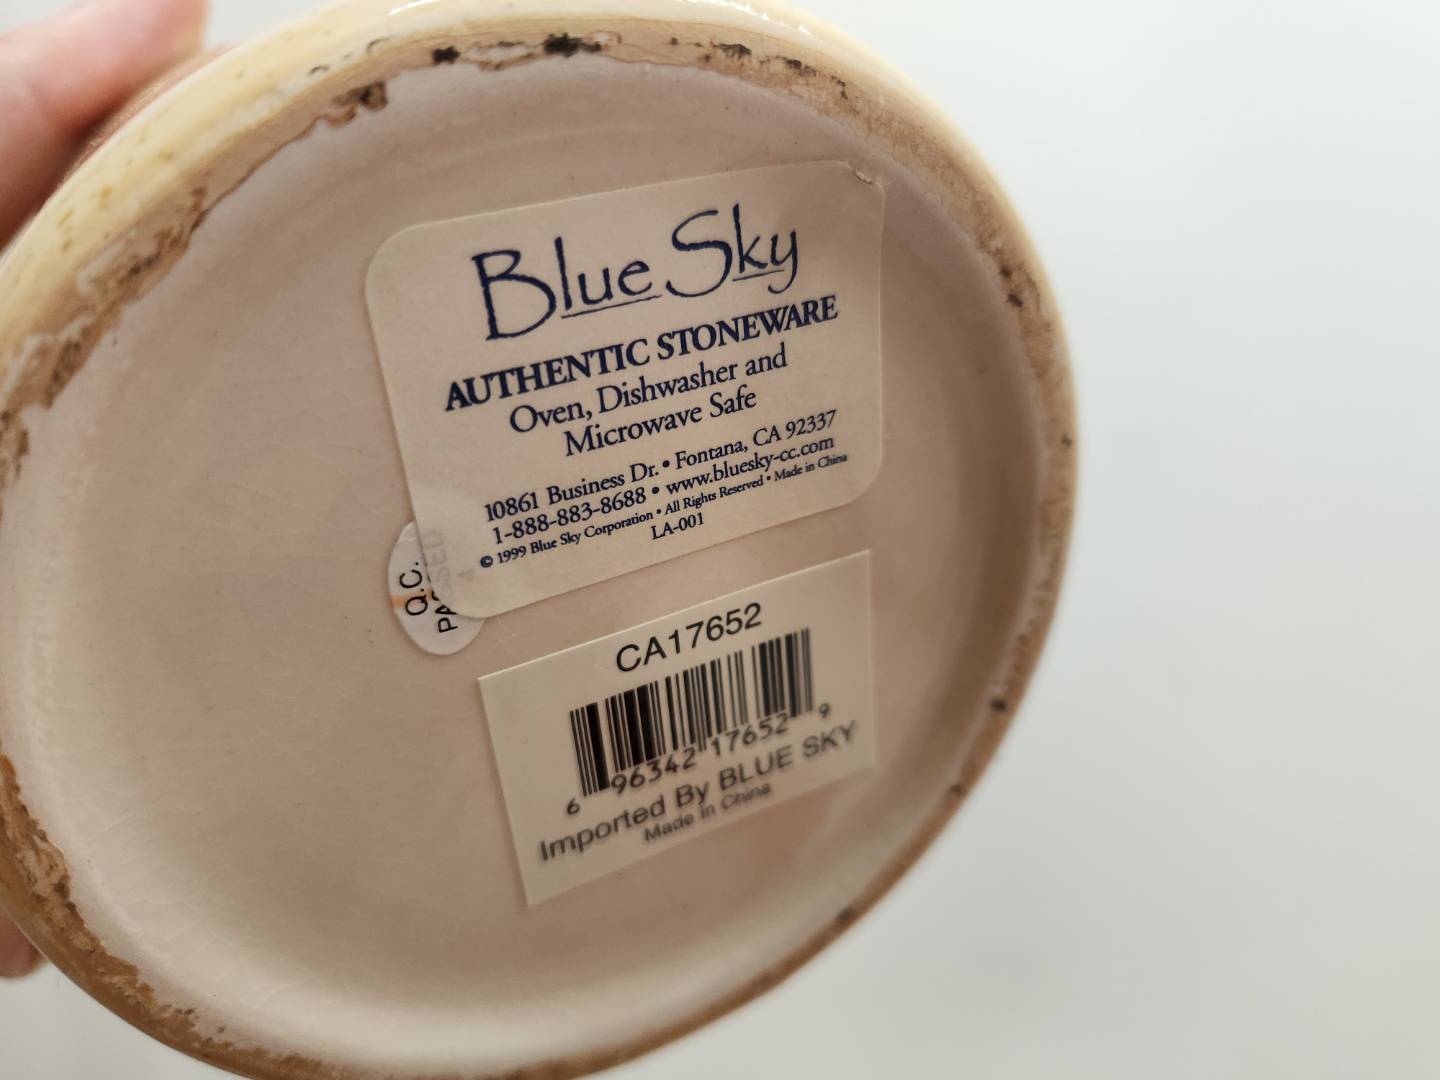 Blue Sky
AUTHENTIC STONEWARE
Oven, Dishwasher and
Microwave Safe
10861 Business Dr. • Fontana, CA 92337
1-888-883-8688 • www.bluesky-cc.com
© 1999 Blue Sky Corporation • All Rights Reserved • Made in China
LA-001
Q.C.
PASSED
4
CA17652
6 96342 17652 9
Imported By BLUE SKY
Made in China